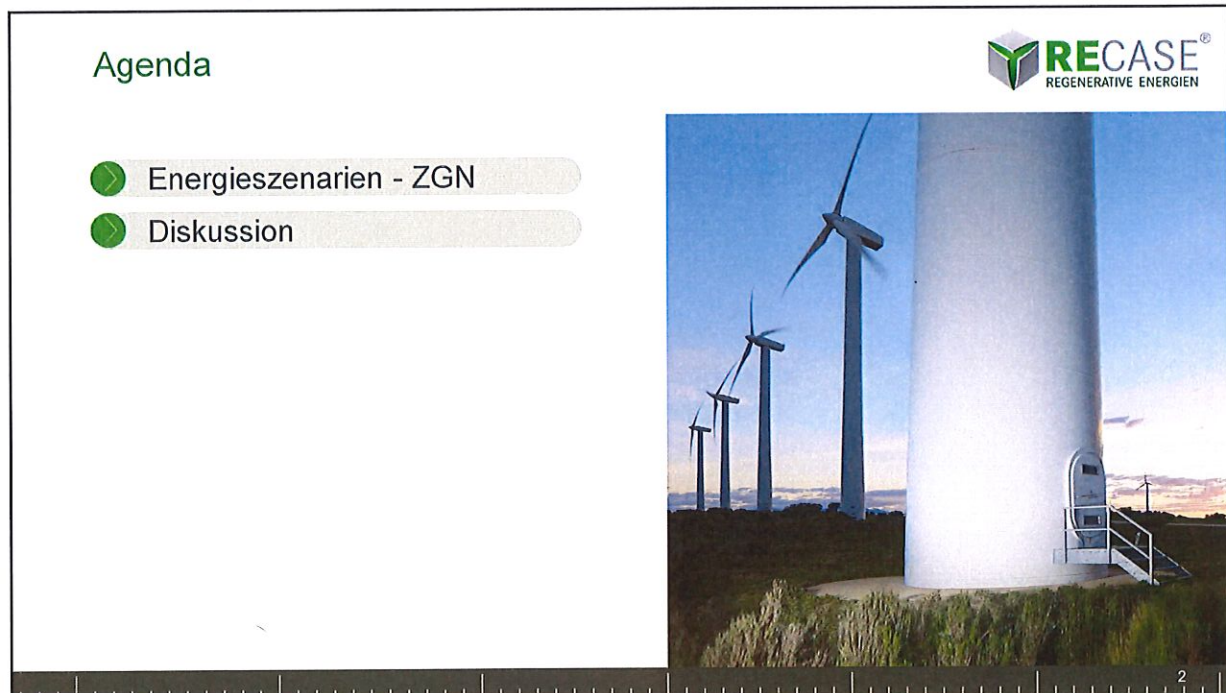 Agenda
RECASE®
REGENERATIVE ENERGIEN
Energieszenarien - ZGN
Diskussion
2